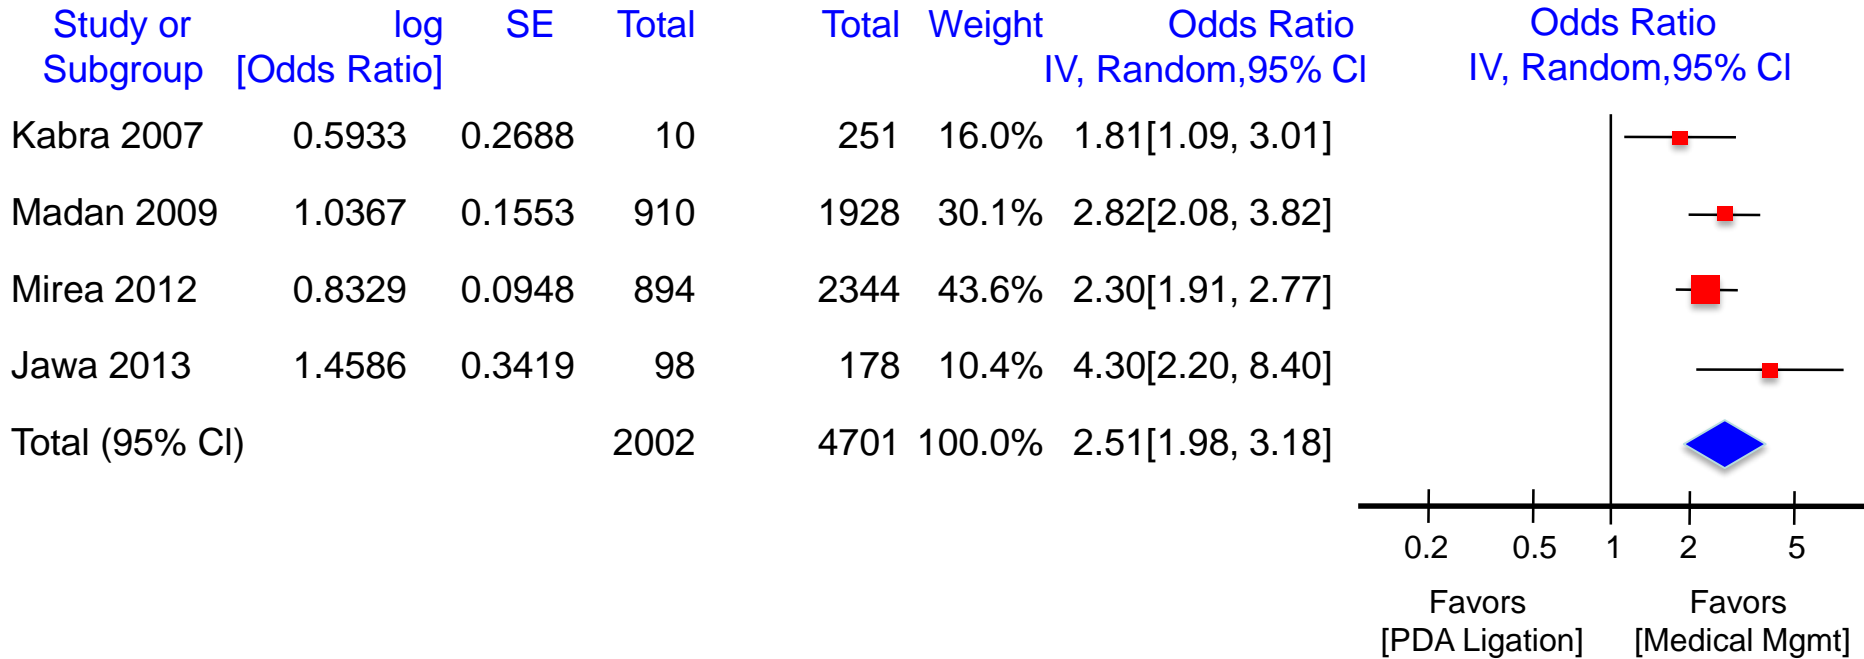 Study or log SE Total Total Weight Odds Ratio Odds Ratio
Subgroup [Odds Ratio] IV, Random,95% CI IV, Random,95% CI
Kabra 2007 0.5933 0.2688 10 251 16.0% 1.81[1.09, 3.01]
Madan 2009 1.0367 0.1553 910 1928 30.1% 2.82[2.08, 3.82]
Mirea 2012 0.8329 0.0948 894 2344 43.6% 2.30[1.91, 2.77]
Jawa 2013 1.4586 0.3419 98 178 10.4% 4.30[2.20, 8.40]
Total (95% CI) 2002 4701 100.0% 2.51[1.98, 3.18]
0.2 0.5 1 2 5
Favors Favors
[PDA Ligation] [Medical Mgmt]